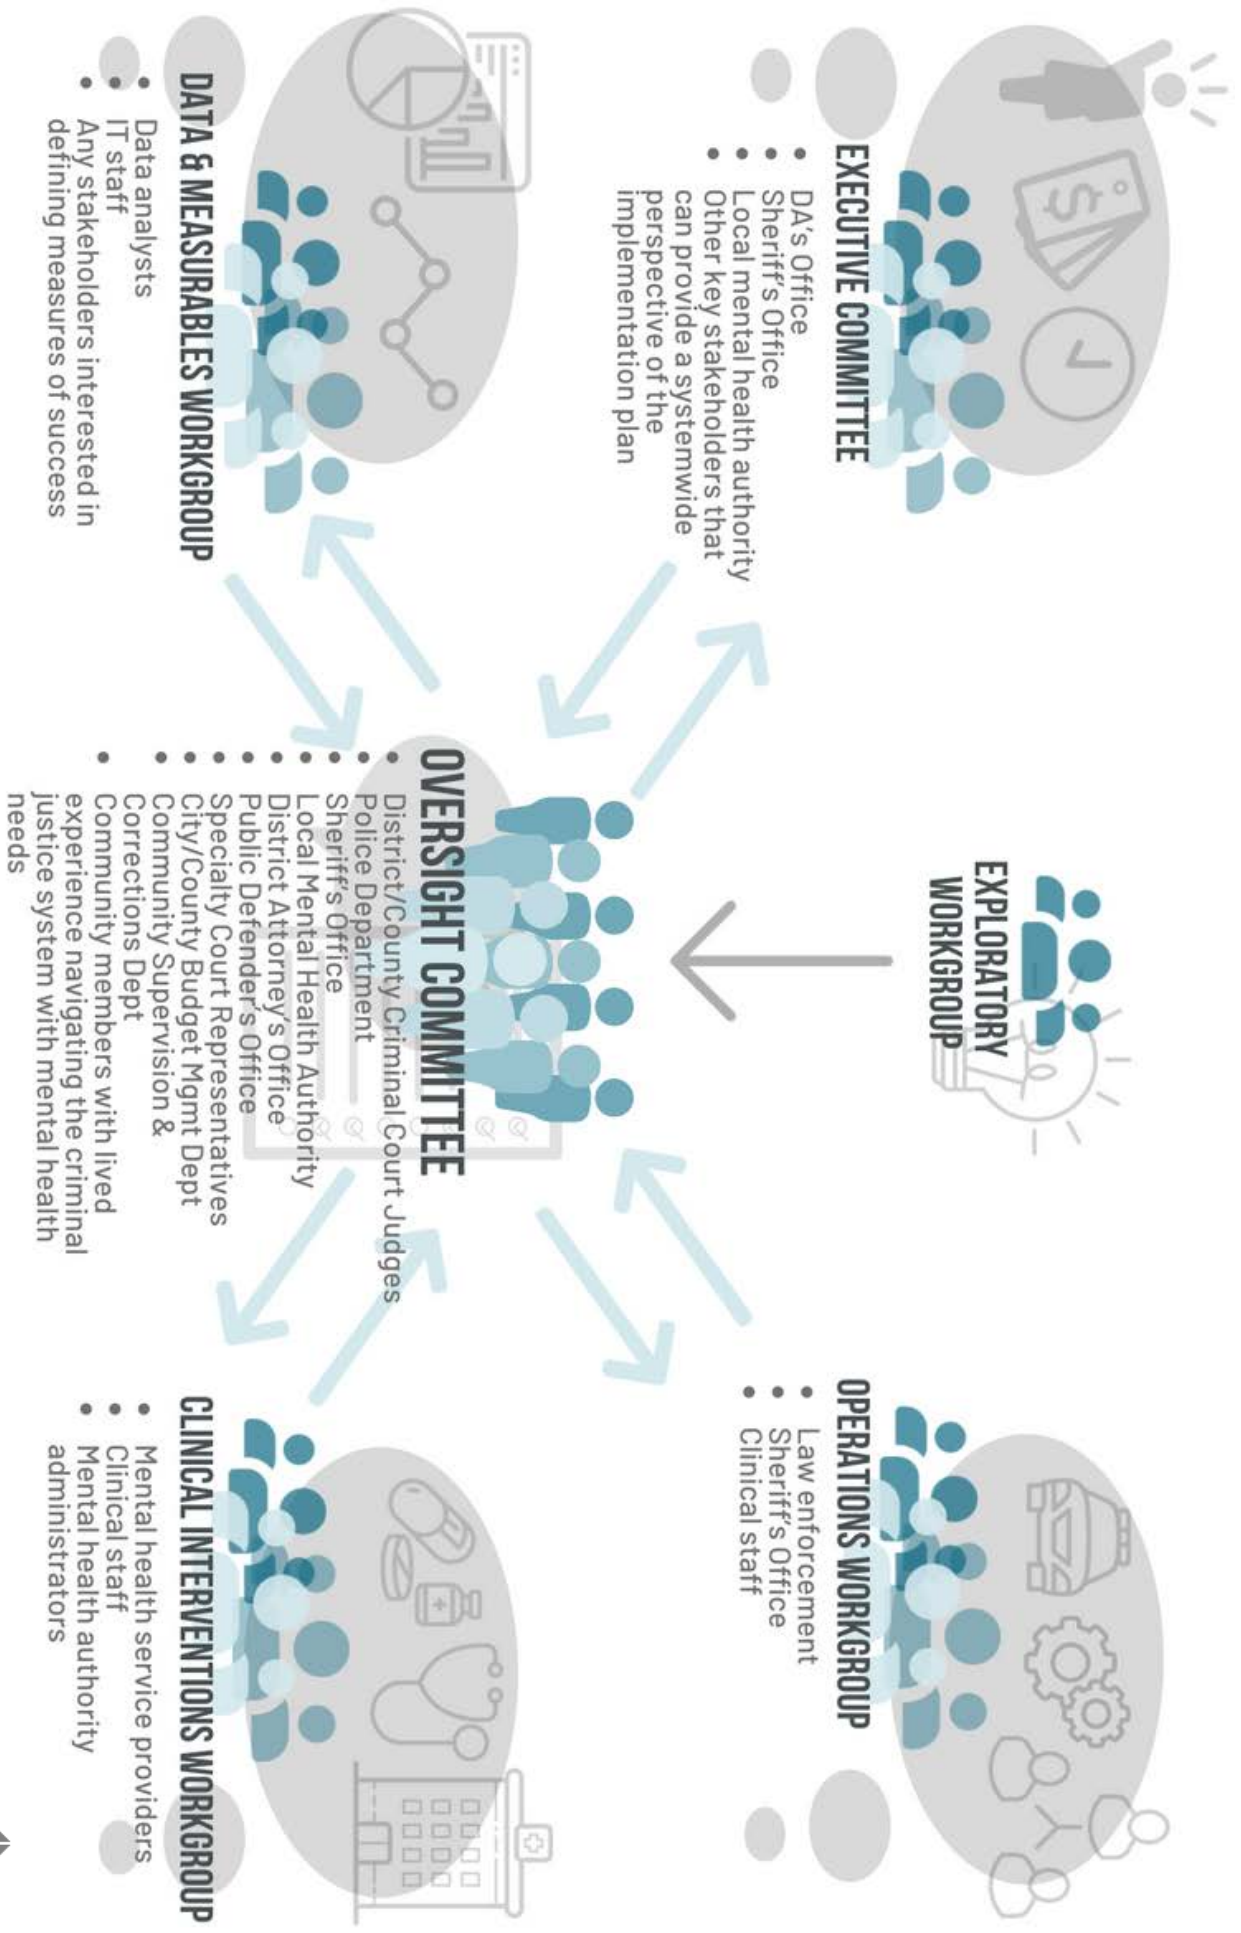 EXPLORATORY
WORKGROUP
EXECUTIVE COMMITTEE
• DA's Office
• Sheriff's Office
• Local mental health authority
• Other key stakeholders that
can provide a systemwide
perspective of the
implementation plan
OPERATIONS WORKGROUP
• Law enforcement
• Sheriff's Office
• Clinical staff
OVERSIGHT COMMITTEE
• District/County Criminal Court Judges
• Police Department
• Sheriff's Office
• Local Mental Health Authority
• District Attorney's Office
• Public Defender's Office
• Specialty Court Representatives
• City/County Budget Mgmt Dept
• Community Supervision &
Corrections Dept
• Community members with lived
experience navigating the criminal
justice system with mental health
needs
DATA & MEASURABLES WORKGROUP
• Data analysts
• IT staff
• Any stakeholders interested in
defining measures of success
CLINICAL INTERVENTIONS WORKGROUP
• Mental health service providers
• Clinical staff
• Mental health authority
administrators